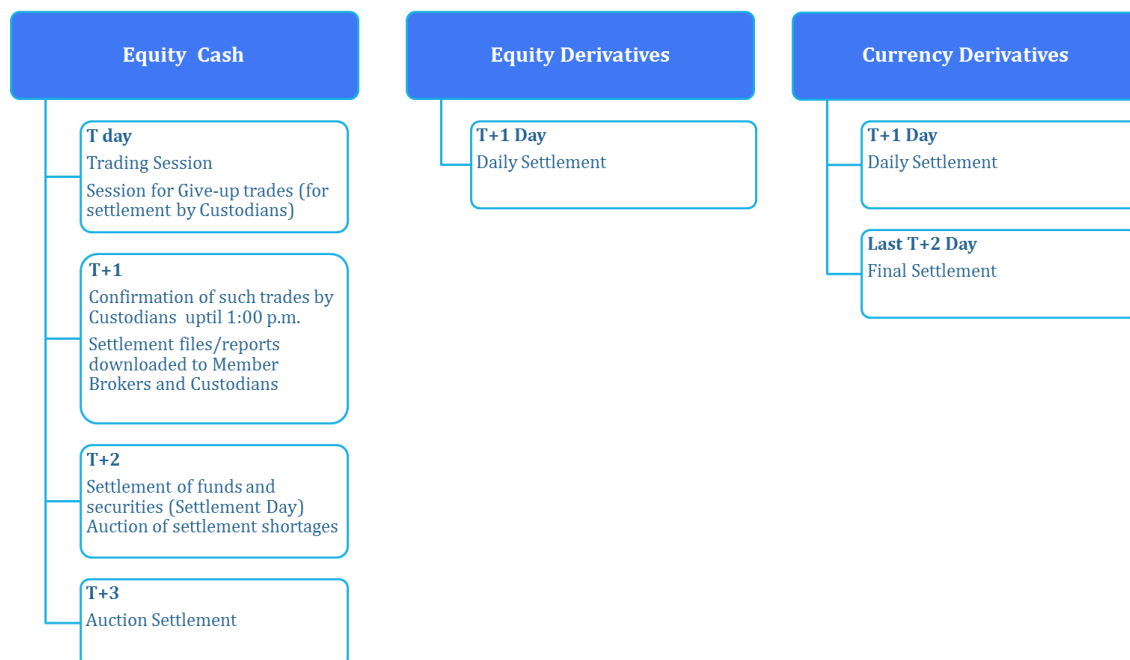 Equity  Cash
T day
Trading Session
Session for Give-up trades (for
settlement by Custodians)
T+1
Confirmation of such trades by
Custodians  uptil 1:00 p.m.
Settlement files/reports
downloaded to Member
Brokers and Custodians
T+2
Settlement of funds and
securities (Settlement Day)
Auction of settlement shortages
T+3
Auction Settlement
Equity Derivatives
T+1 Day
Daily Settlement
Currency Derivatives
T+1 Day
Daily Settlement
Last T+2 Day
Final Settlement